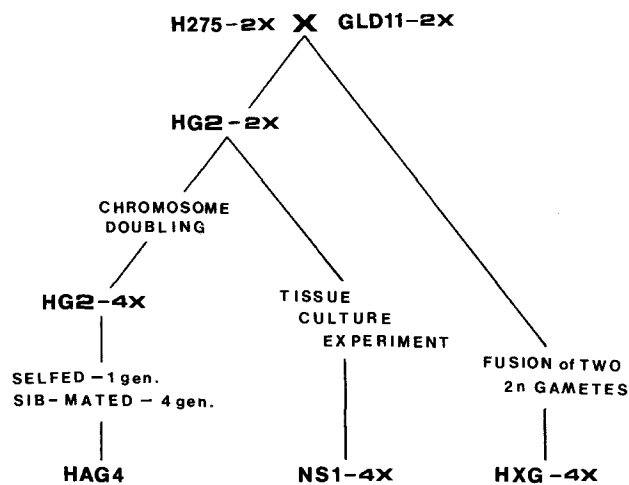 H275-2X X GLD11-2X
HG2-2X
CHROMOSOME
DOUBLING
HG2-4X
TISSUE
CULTURE
EXPERIMENT
SELFED-1 gen.
SIB-MATED-4 gen.
FUSION of TWO
2n GAMETES
HAG4
NS1-4X
HXG-4X